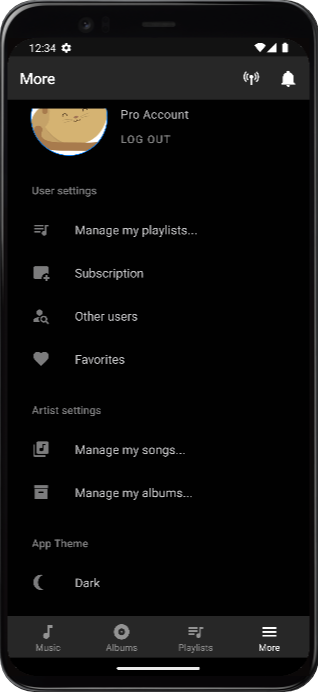 12:34
More
Pro Account
LOG OUT
User settings
Manage my playlists...
Subscription
Other users
Favorites
Artist settings
Manage my songs...
Manage my albums...
App Theme
Dark
Music
Albums
Playlists
More